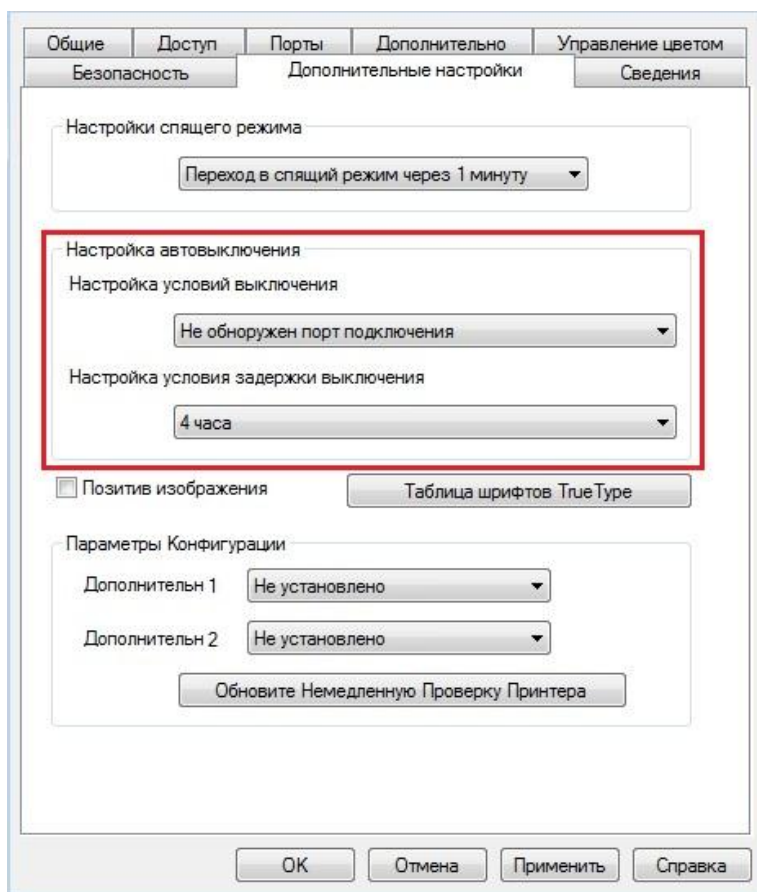 Общие Доступ Порты Дополнительно Управление цветом
Безопасность Дополнительные настройки Сведения
Настройки спящего режима
Переход в спящий режим через 1 минуту
Настройка автовыключения
Настройка условий выключения
Не обноружен порт подключения
Настройка условия задержки выключения
4 часа
Позитив изображения Таблица шрифтов TrueType
Параметры Конфигурации
Дополнительн 1 Не установлено
Дополнительн 2 Не установлено
Обновите Немедленную Проверку Принтера
OK Отмена Применить Справка